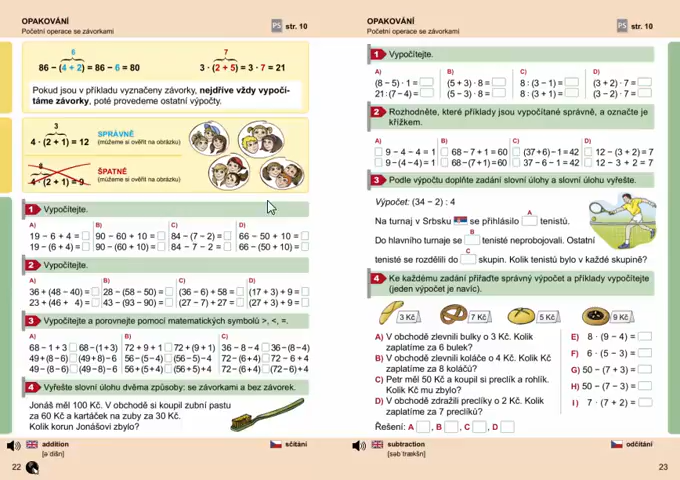 OPAKOVÁNÍ
Početní operace se závorkami
PS str. 10
6
86 – (4 + 2) = 86 – 6 = 80
7
3 · (2 + 5) = 3 · 7 = 21
Pokud jsou v příkladu vyznačeny závorky, nejdříve vždy vypočí-
táme závorky, poté provedeme ostatní výpočty.
3
4 · (2 + 1) = 12
SPRÁVNĚ
(můžeme si ověřit na obrázku)
8
4 · (2 + 1) = 9
ŠPATNĚ
(můžeme si ověřit na obrázku)
1 Vypočítejte.
A) B) C) D)
19 – 6 + 4 = 90 – 60 + 10 = 84 – (7 – 2) = 66 – 50 + 10 =
19 – (6 + 4) = 90 – (60 + 10) = 84 – 7 – 2 = 66 – (50 + 10) =
2 Vypočítejte.
A) B) C) D)
36 + (48 – 40) = 28 – (58 – 50) = (36 – 6) + 58 = (17 + 3) + 9 =
23 + (46 + 4) = 43 – (93 – 90) = (27 – 7) + 27 = (17 + 3) + 9 =
3 Vypočítejte a porovnejte pomocí matematických symbolů >, <, =.
A) B) C)
68 – 1 + 3 68 – (1 + 3) 72 + 9 + 1 72 + (9 + 1) 36 – 8 – 4 36 – (8 – 4)
49 + (8 – 6) (49 + 8) – 6 56 – (5 – 4) (56 – 5) – 4 72 – (6 + 4) 72 – 6 + 4
49 – (8 – 6) (49 + 8) – 6 56 + (5 + 4) (56 + 5) + 4 72 – (6 + 4) (72 – 6) + 4
4 Vyřešte slovní úlohu dvěma způsoby: se závorkami a bez závorek.
Jonáš měl 100 Kč. V obchodě si koupil zubní pastu
za 60 Kč a kartáček na zuby za 30 Kč.
Kolik korun Jonášovi zbylo?
addition
sčítání
22
OPAKOVÁNÍ
Početní operace se závorkami
PS str. 10
1 Vypočítejte.
A) B) C) D)
(8 – 5) · 1 = (5 + 3) · 8 = 8 : (3 – 1) = (3 + 2) · 7 =
21 : (7 – 4) = (5 – 3) · 8 = 8 : (3 + 1) = (3 – 2) · 7 =
2 Rozhodněte, které příklady jsou vypočítané správně, a označte je
křížkem.
A) B) C) D)
9 – 4 – 4 = 1 68 – 7 + 1 = 60 (37 + 6) – 1 = 42 12 – (3 + 2) = 7
9 – (4 – 4) = 1 68 – (7 + 1) = 60 37 – 6 – 1 = 42 12 – 3 + 2 = 7
3 Podle výpočtu doplňte zadání slovní úlohy a slovní úlohu vyřešte.
Výpočet: (34 – 2) : 4
A
Na turnaj v Srbsku se přihlásilo tenistů.
B
Do hlavního turnaje se tenisté neprobojovali. Ostatní
C
tenisté se rozdělili do skupin. Kolik tenistů bylo v každé skupině?
4 Ke každému zadání přiřaďte správný výpočet a příklady vypočítejte
(jeden výpočet je navíc).
3 Kč 7 Kč 5 Kč 9 Kč
A) V obchodě zlevnili bulky o 3 Kč. Kolik
zaplatíme za 6 bulek?
B) V obchodě zlevnili koláče o 4 Kč. Kolik Kč
zaplatíme za 8 koláčů?
C) Petr měl 50 Kč a koupil si preclík a rohlík.
Kolik Kč mu zbylo?
D) V obchodě zdražili preclíky o 2 Kč. Kolik
zaplatíme za 7 preclíků?
E) 8 · (9 – 4) =
F) 6 · (5 – 3) =
G) 50 – (7 + 3) =
H) 50 – (7 – 3) =
I) 7 · (7 + 2) =
Řešení: A , B , C , D
subtraction
odčítání
23